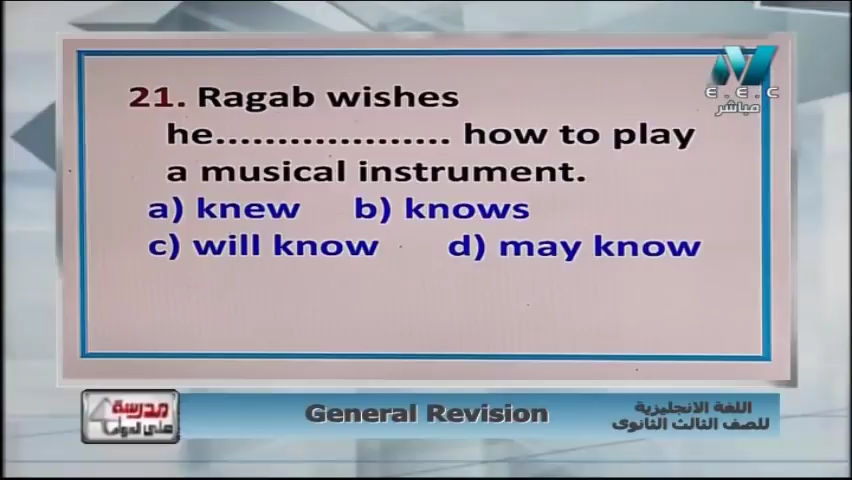 21. Ragab wishes
he................... how to play
a musical instrument.
a) knew b) knows
c) will know d) may know
E.E.C
مباشر
مدرسة
على الهواء
General Revision
اللغة الانجليزية
للصف الثالث الثانوى